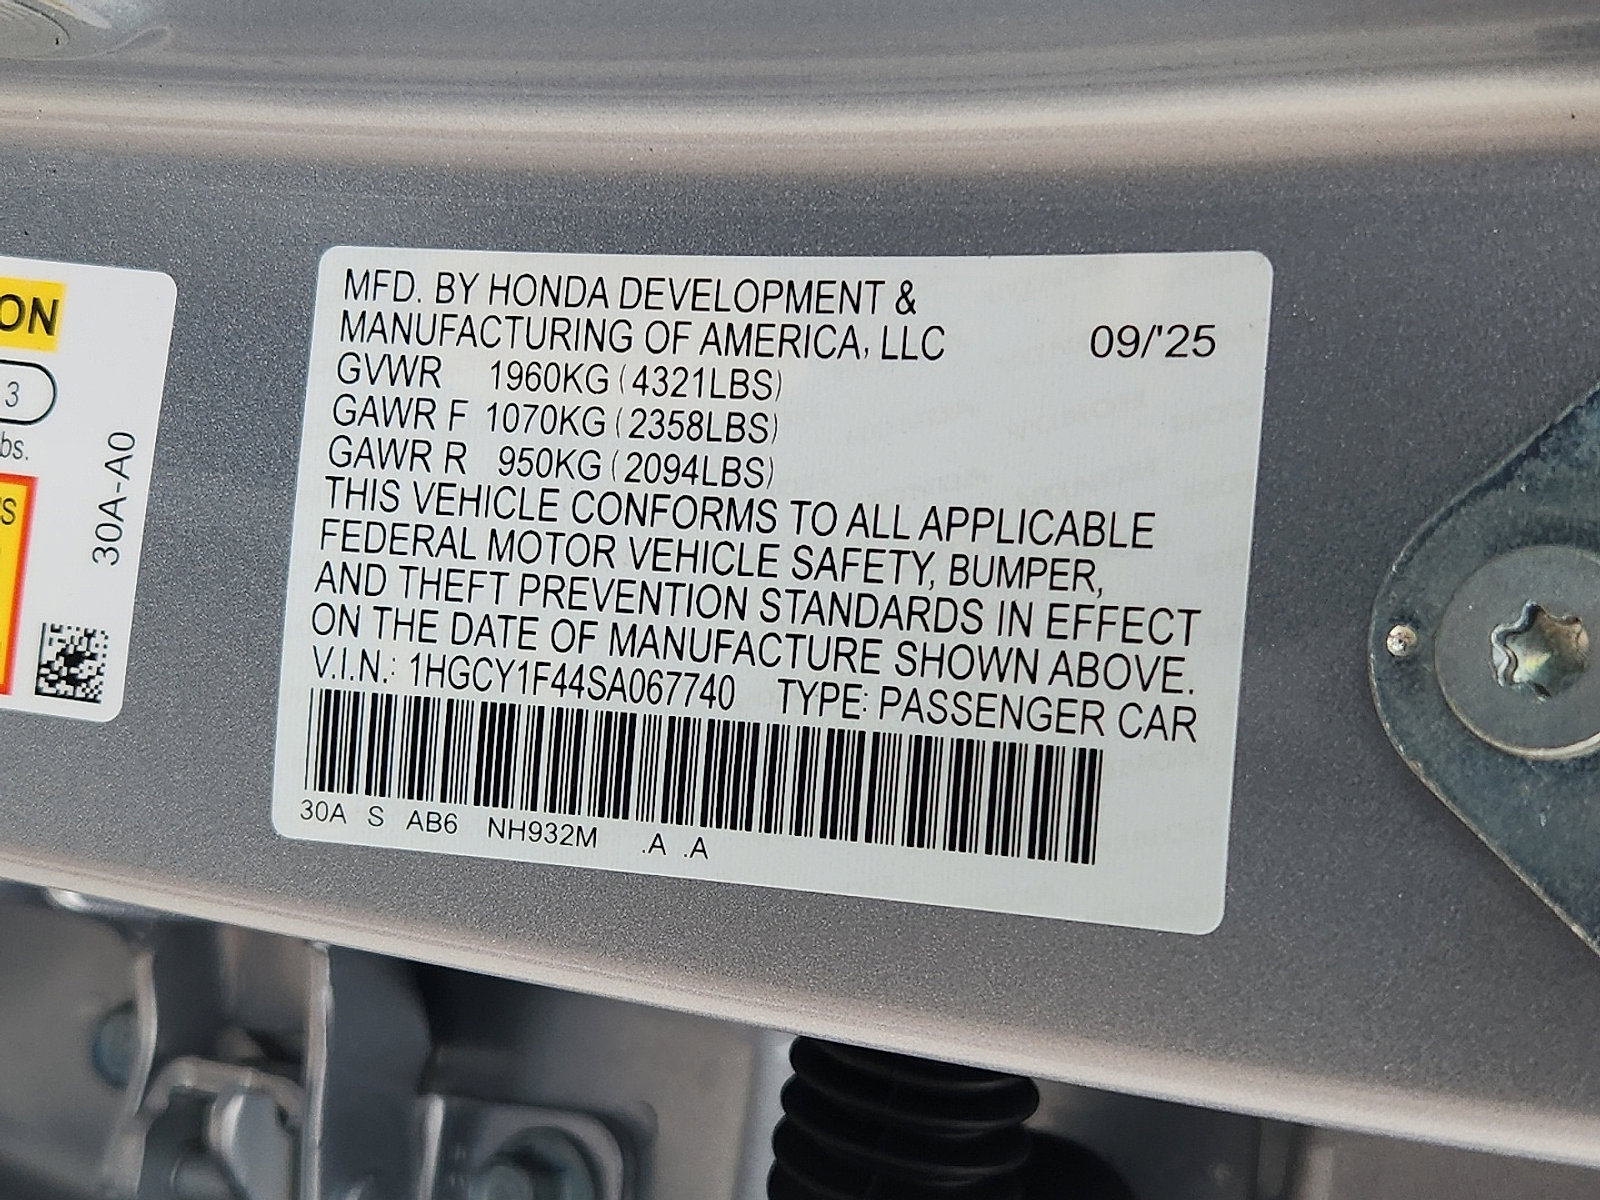 ON
3
bs.
S
30A-A0
MFD. BY HONDA DEVELOPMENT &
MANUFACTURING OF AMERICA, LLC 09/'25
GVWR 1960KG (4321LBS)
GAWR F 1070KG (2358LBS)
GAWR R 950KG (2094LBS)
THIS VEHICLE CONFORMS TO ALL APPLICABLE
FEDERAL MOTOR VEHICLE SAFETY, BUMPER,
AND THEFT PREVENTION STANDARDS IN EFFECT
ON THE DATE OF MANUFACTURE SHOWN ABOVE.
V.I.N.: 1HGCY1F44SA067740 TYPE: PASSENGER CAR
30A S AB6 NH932M .A .A